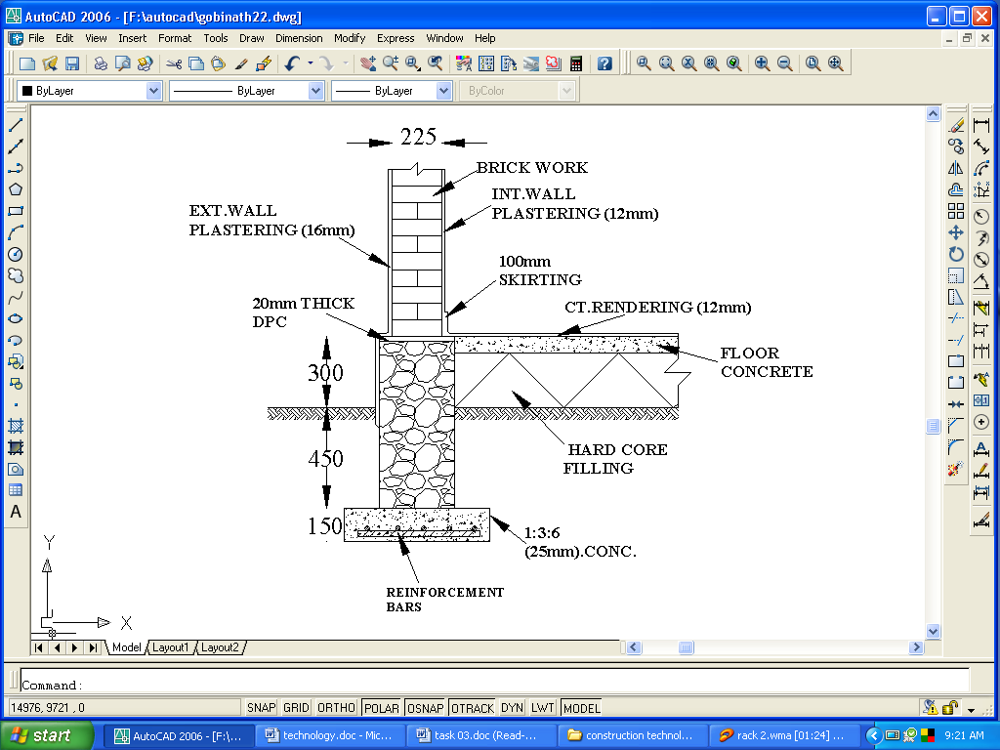 AutoCAD 2006 - [F:\autocad\gobinath22.dwg]
File Edit View Insert Format Tools Draw Dimension Modify Express Window Help
ByLayer ByLayer ByLayer ByColor
225
BRICK WORK
INT.WALL
PLASTERING (12mm)
EXT.WALL
PLASTERING (16mm)
100mm
SKIRTING
20mm THICK
DPC
CT.RENDERING (12mm)
FLOOR
CONCRETE
300
HARD CORE
FILLING
450
150
1:3:6
(25mm).CONC.
REINFORCEMENT
BARS
Y
X
A
A
Model Layout1 Layout2
Command:
14976, 9721 , 0 SNAP GRID ORTHO POLAR OSNAP OTRACK DYN LWT MODEL
start AutoCAD 2006 - [F:\... technology.doc - Mic... task 03.doc (Read-... construction technol... rack 2.wma [01:24] ... 9:21 AM